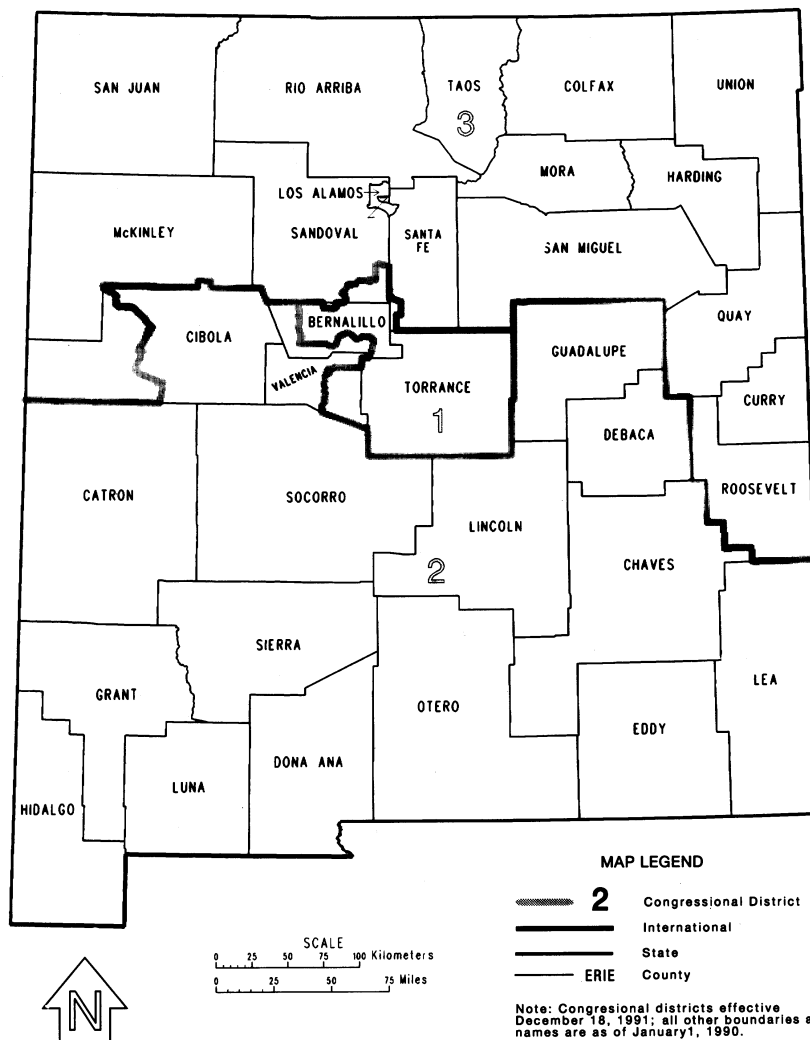 SAN JUAN
RIO ARRIBA
TAOS
COLFAX
UNION
3
MORA
HARDING
LOS ALAMOS
McKINLEY
SANDOVAL
SANTA
FE
SAN MIGUEL
QUAY
BERNALILLO
CIBOLA
GUADALUPE
VALENCIA
TORRANCE
CURRY
1
DEBACA
CATRON
SOCORRO
ROOSEVELT
LINCOLN
2
CHAVES
SIERRA
GRANT
LEA
OTERO
EDDY
DONA ANA
LUNA
HIDALGO
MAP LEGEND
2 Congressional District
International
State
ERIE County
SCALE
0 25 50 75 100 Kilometers
0 25 50 75 Miles
N
Note: Congresional districts effective
December 18, 1991; all other boundaries a
names are as of January1, 1990.